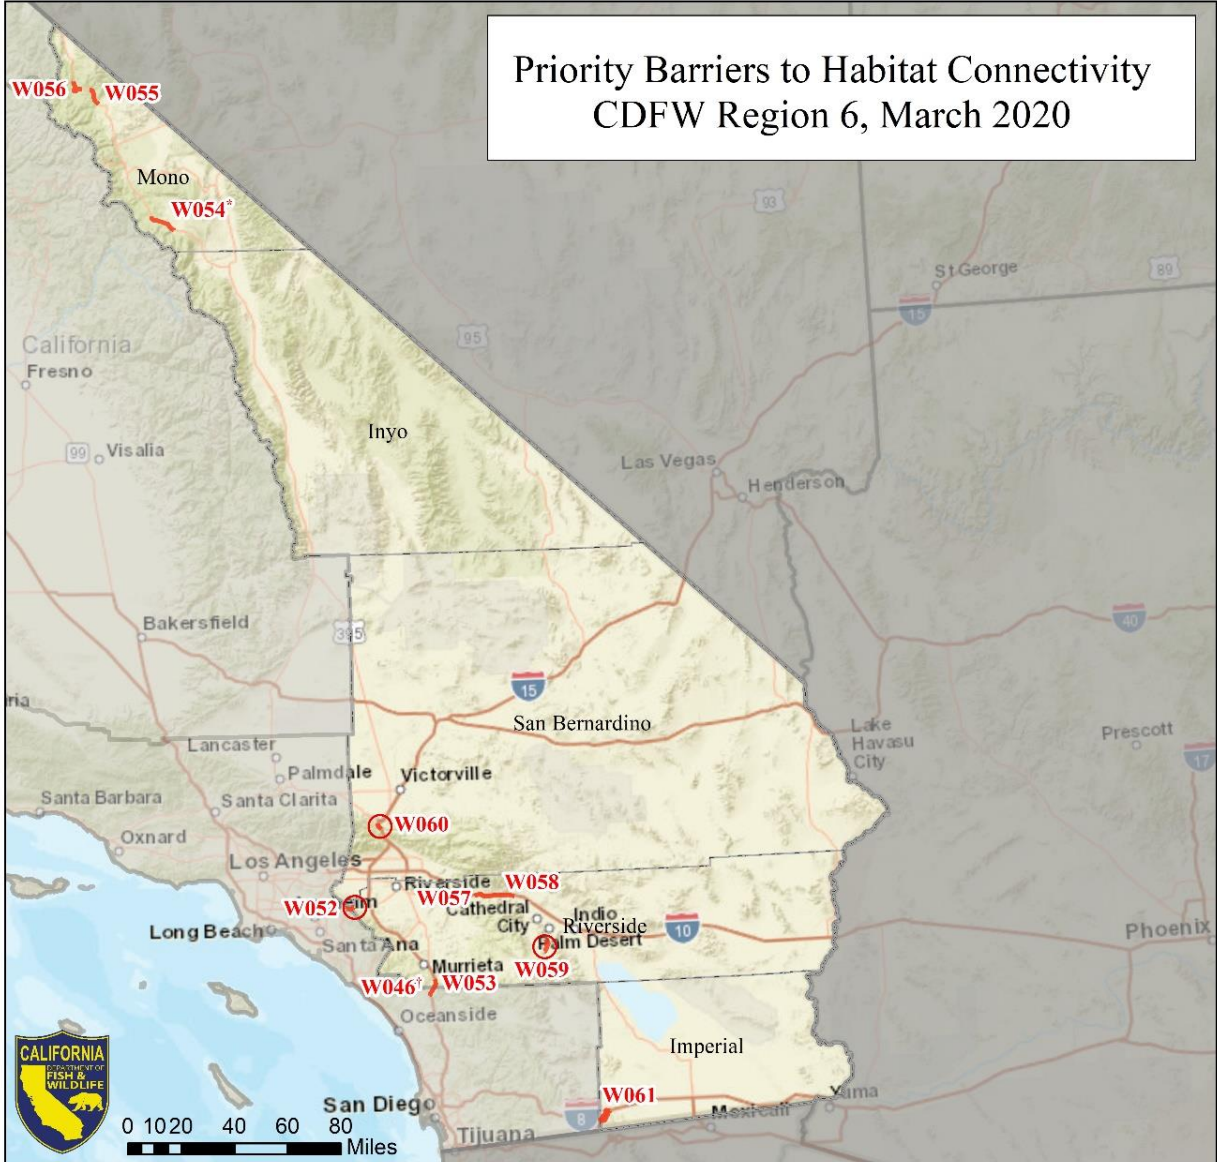 Priority Barriers to Habitat Connectivity
CDFW Region 6, March 2020
W056
W055
Mono
W054*
93
St George
89
15
95
California
Fresno
Inyo
99
Visalia
Las Vegas
Henderson
Bakersfield
395
40
15
San Bernardino
ria
Lake
Havasu
City
Prescott
17
Lancaster
Palmdale
Victorville
Santa Barbara
Santa Clarita
W060
Oxnard
Los Angeles
Riverside
W058
W057
W052
eim
Cathedral
City
Indio
Riverside
10
Long Beach
Santa Ana
Palm Desert
Phoenix
Murrieta
W059
W046†
W053
Oceanside
Imperial
CALIFORNIA
DEPARTMENT OF
FISH &
WILDLIFE
W061
San Diego
8
Mexicali
Yuma
Tijuana
0 10 20 40 60 80
Miles